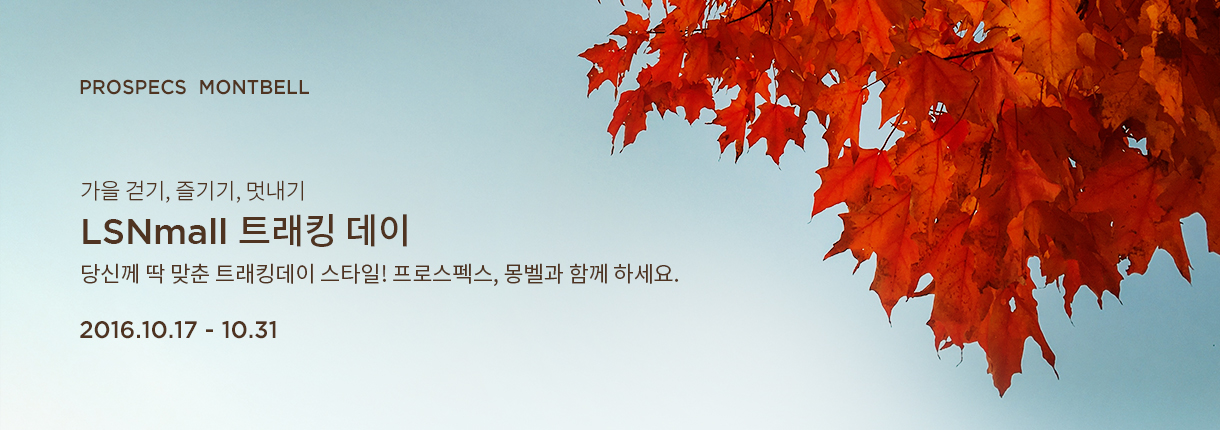 PROSPECS MONTBELL
가을 걷기, 즐기기, 멋내기
LSNmall 트래킹 데이
당신께 딱 맞춘 트래킹데이 스타일! 프로스펙스, 몽벨과 함께 하세요.
2016.10.17 - 10.31